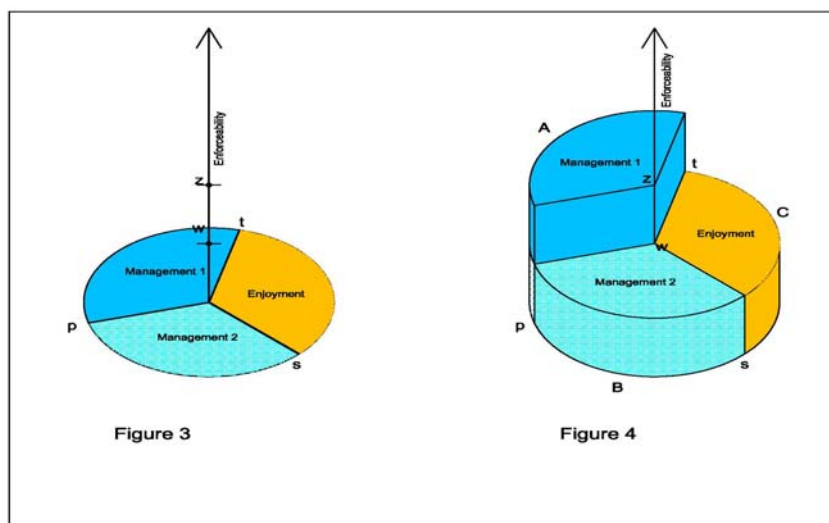 Enforceability
z
w
t
Management 1
Enjoyment
p
Management 2
s
Figure 3
Enforceability
A
Management 1
z
t
C
Enjoyment
w
Management 2
p
s
B
Figure 4